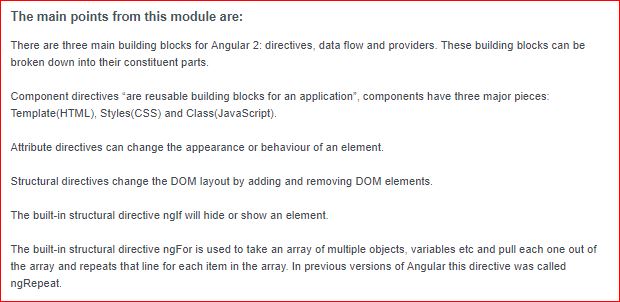 The main points from this module are:
There are three main building blocks for Angular 2: directives, data flow and providers. These building blocks can be
broken down into their constituent parts.
Component directives “are reusable building blocks for an application”, components have three major pieces:
Template(HTML), Styles(CSS) and Class(JavaScript).
Attribute directives can change the appearance or behaviour of an element.
Structural directives change the DOM layout by adding and removing DOM elements.
The built-in structural directive ngIf will hide or show an element.
The built-in structural directive ngFor is used to take an array of multiple objects, variables etc and pull each one out of
the array and repeats that line for each item in the array. In previous versions of Angular this directive was called
ngRepeat.